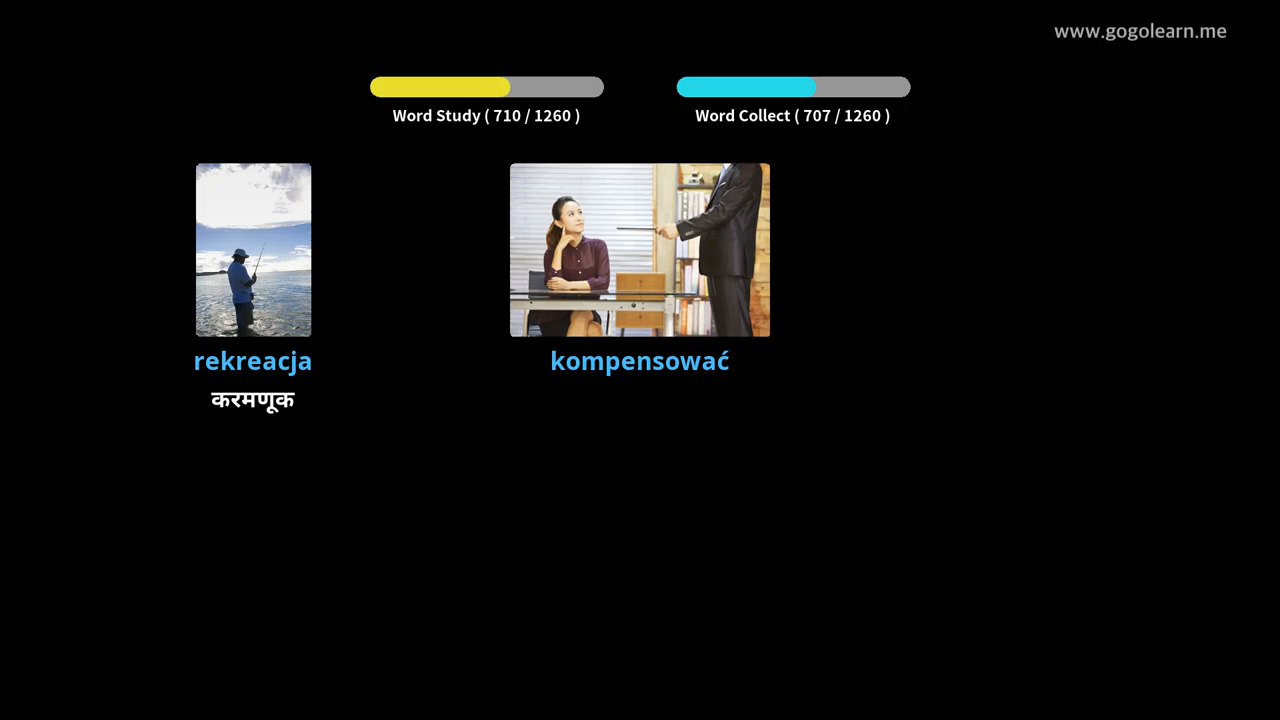 www.gogolearn.me
Word Study ( 710 / 1260 )
Word Collect ( 707 / 1260 )
rekreacja
kompensować
करमणूक